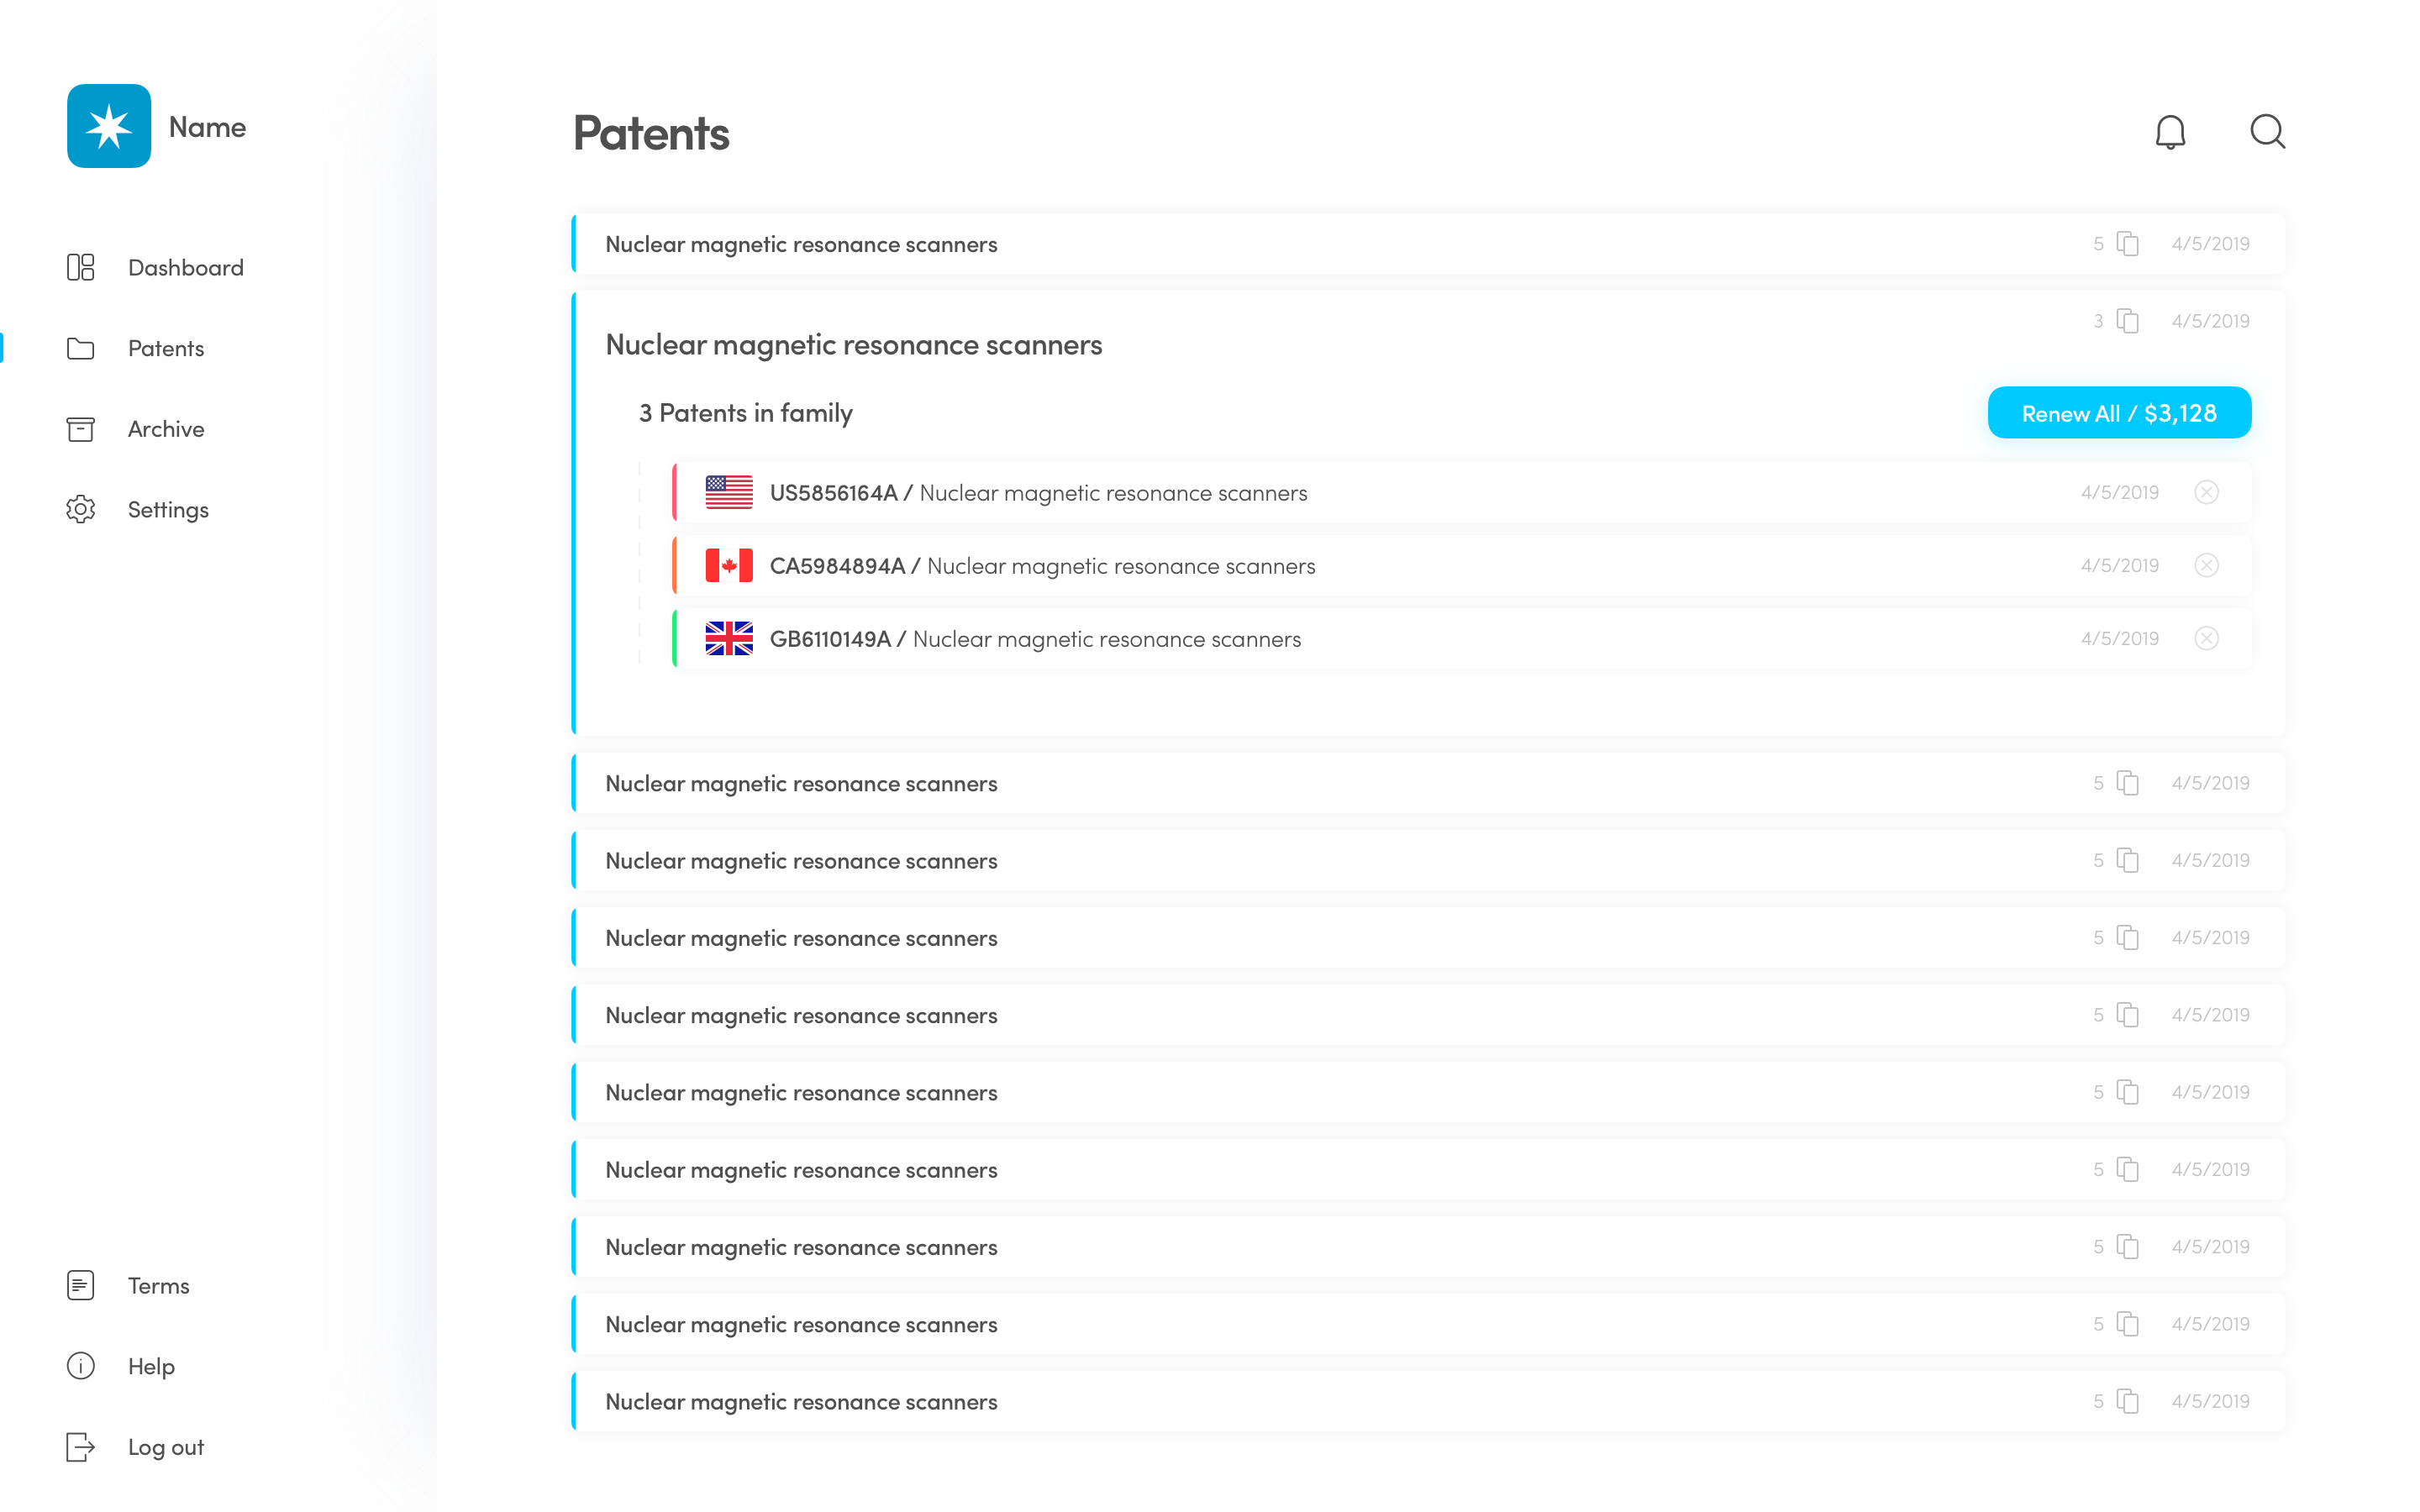 Name
Dashboard
Patents
Archive
Settings
Terms
Help
Log out
Patents
Nuclear magnetic resonance scanners 5 4/5/2019
3 4/5/2019
Nuclear magnetic resonance scanners
3 Patents in family Renew All / $3,128
US5856164A / Nuclear magnetic resonance scanners 4/5/2019
CA5984894A / Nuclear magnetic resonance scanners 4/5/2019
GB6110149A / Nuclear magnetic resonance scanners 4/5/2019
Nuclear magnetic resonance scanners 5 4/5/2019
Nuclear magnetic resonance scanners 5 4/5/2019
Nuclear magnetic resonance scanners 5 4/5/2019
Nuclear magnetic resonance scanners 5 4/5/2019
Nuclear magnetic resonance scanners 5 4/5/2019
Nuclear magnetic resonance scanners 5 4/5/2019
Nuclear magnetic resonance scanners 5 4/5/2019
Nuclear magnetic resonance scanners 5 4/5/2019
Nuclear magnetic resonance scanners 5 4/5/2019